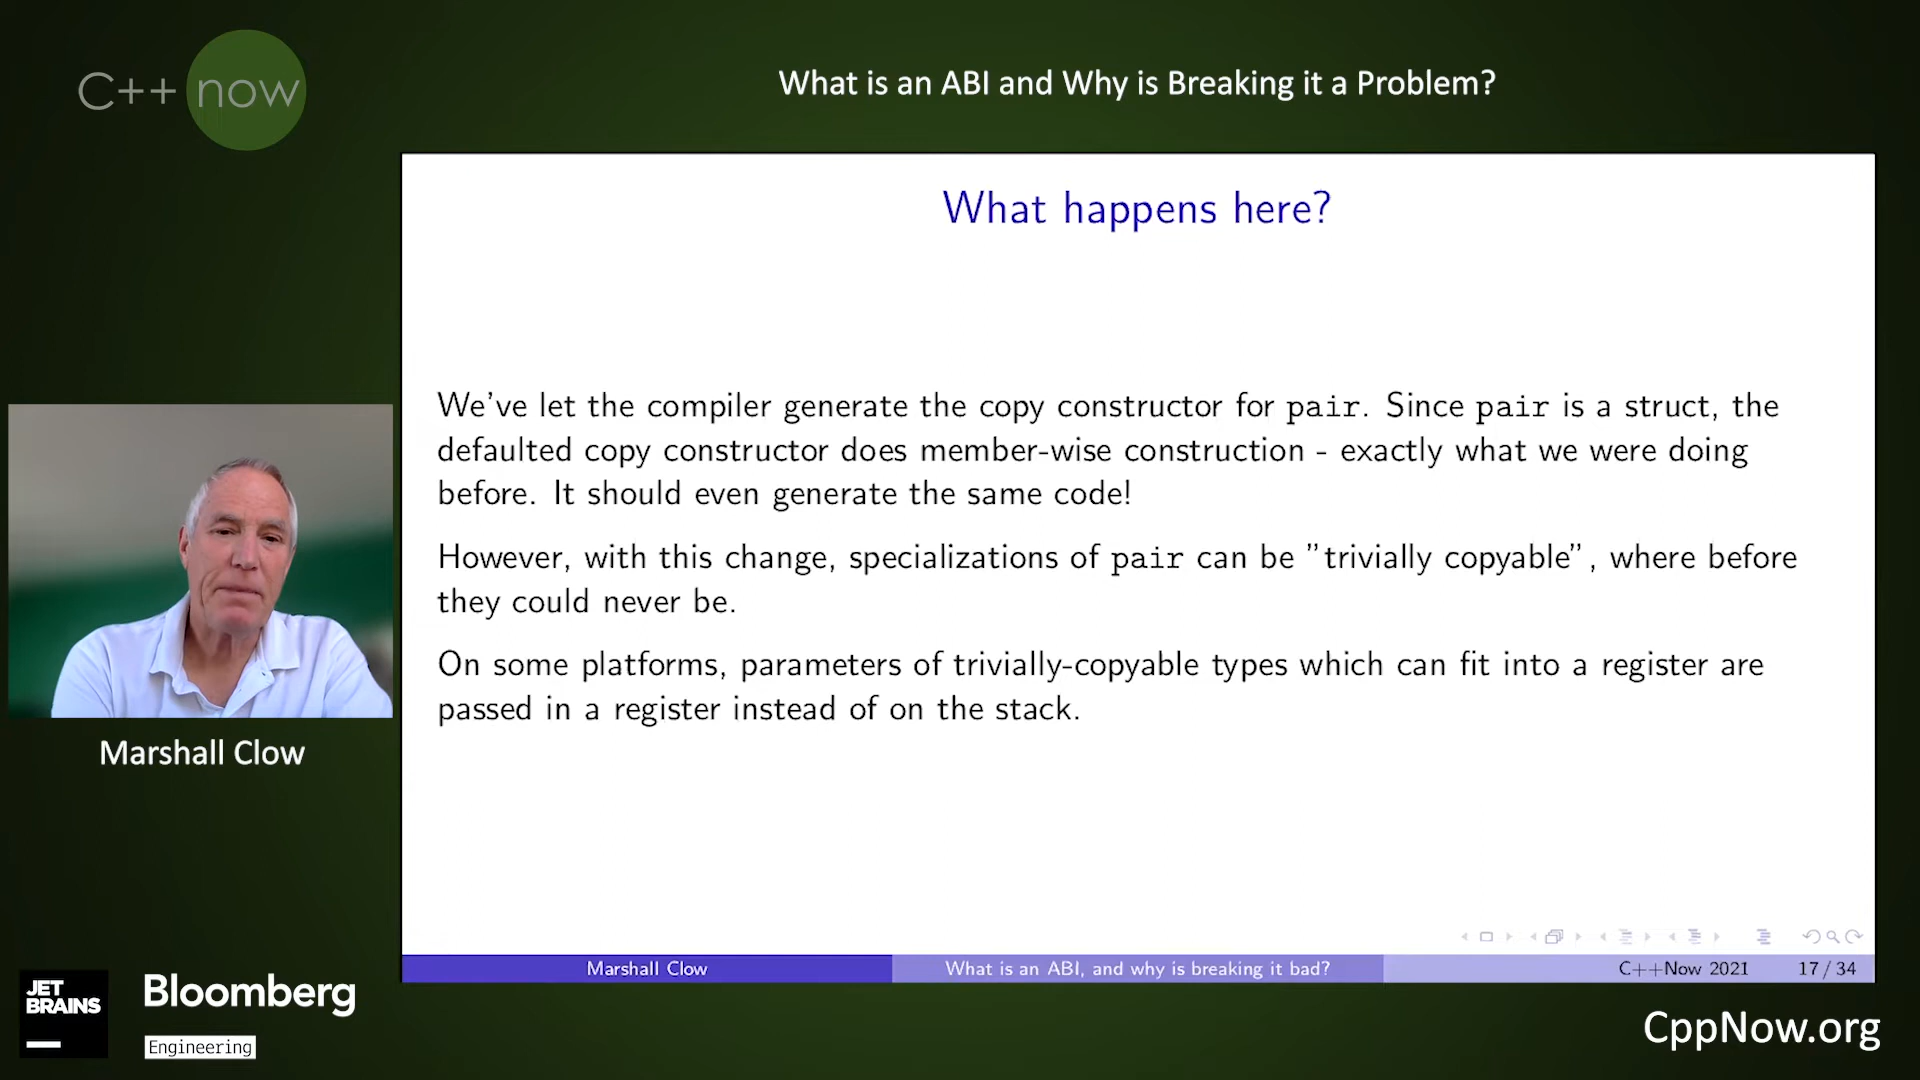 C++ now
What is an ABI and Why is Breaking it a Problem?
What happens here?
We've let the compiler generate the copy constructor for pair. Since pair is a struct, the
defaulted copy constructor does member-wise construction - exactly what we were doing
before. It should even generate the same code!
However, with this change, specializations of pair can be ”trivially copyable”, where before
they could never be.
On some platforms, parameters of trivially-copyable types which can fit into a register are
passed in a register instead of on the stack.
Marshall Clow
Marshall Clow
What is an ABI, and why is breaking it bad?
C++Now 2021
17 / 34
JET
BRAINS
Bloomberg
Engineering
CppNow.org